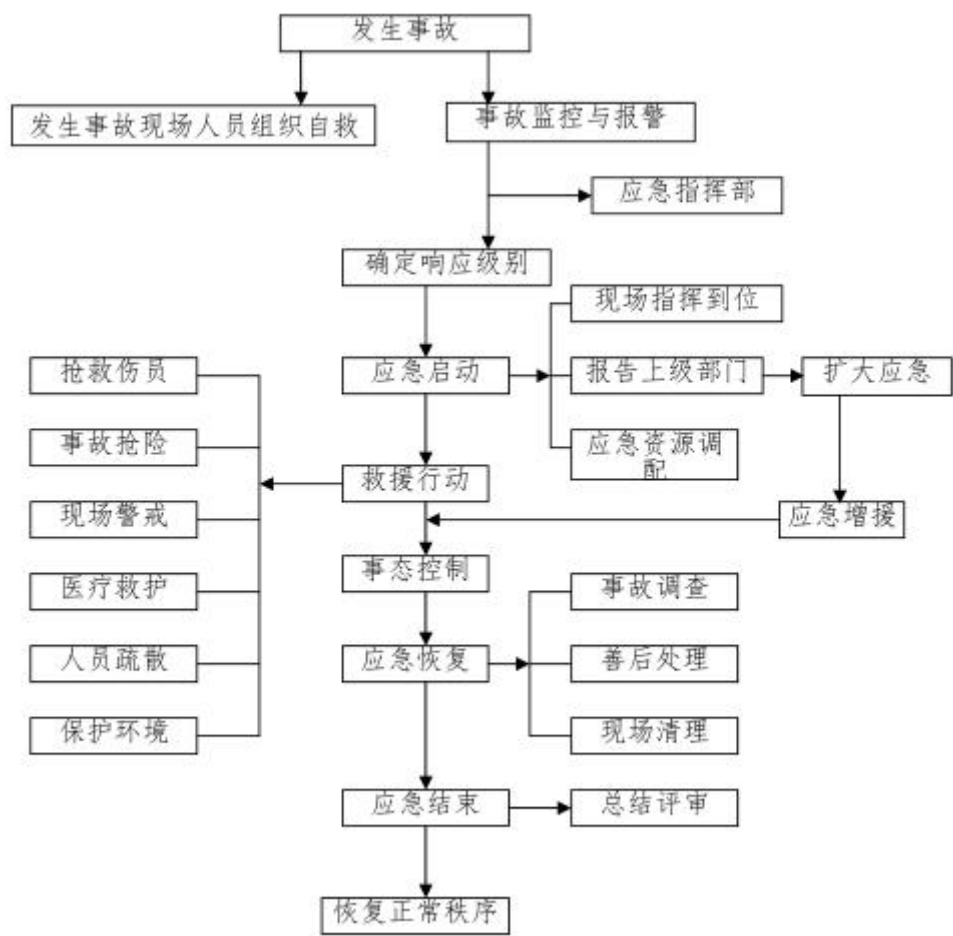 发生事故
发生事故现场人员组织自救
事故监控与报警
应急指挥部
确定响应级别
现场指挥到位
抢救伤员
应急启动
报告上级部门
扩大应急
事故抢险
应急资源调
配
救援行动
现场警戒
应急增援
事态控制
医疗救护
事故调查
人员疏散
应急恢复
善后处理
保护环境
现场清理
应急结束
总结评审
恢复正常秩序